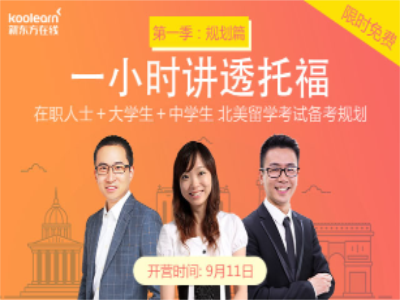 koolearn
新东方在线
限时免费
第一季：规划篇
一小时讲透托福
在职人士+大学生+中学生 北美留学考试备考规划
开营时间: 9月11日